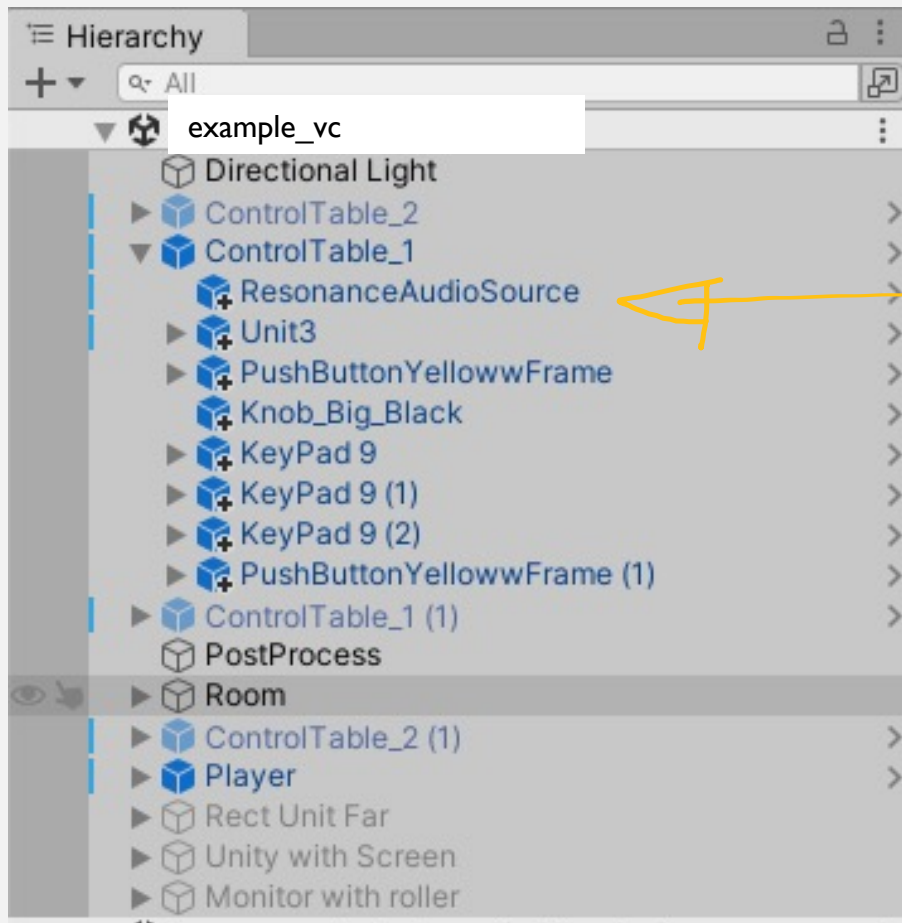 Hierarchy
All
example_vc
Directional Light
ControlTable_2
ControlTable_1
ResonanceAudioSource
Unit3
PushButtonYellowwFrame
Knob_Big_Black
KeyPad 9
KeyPad 9 (1)
KeyPad 9 (2)
PushButtonYellowwFrame (1)
ControlTable_1 (1)
PostProcess
Room
ControlTable_2 (1)
Player
Rect Unit Far
Unity with Screen
Monitor with roller